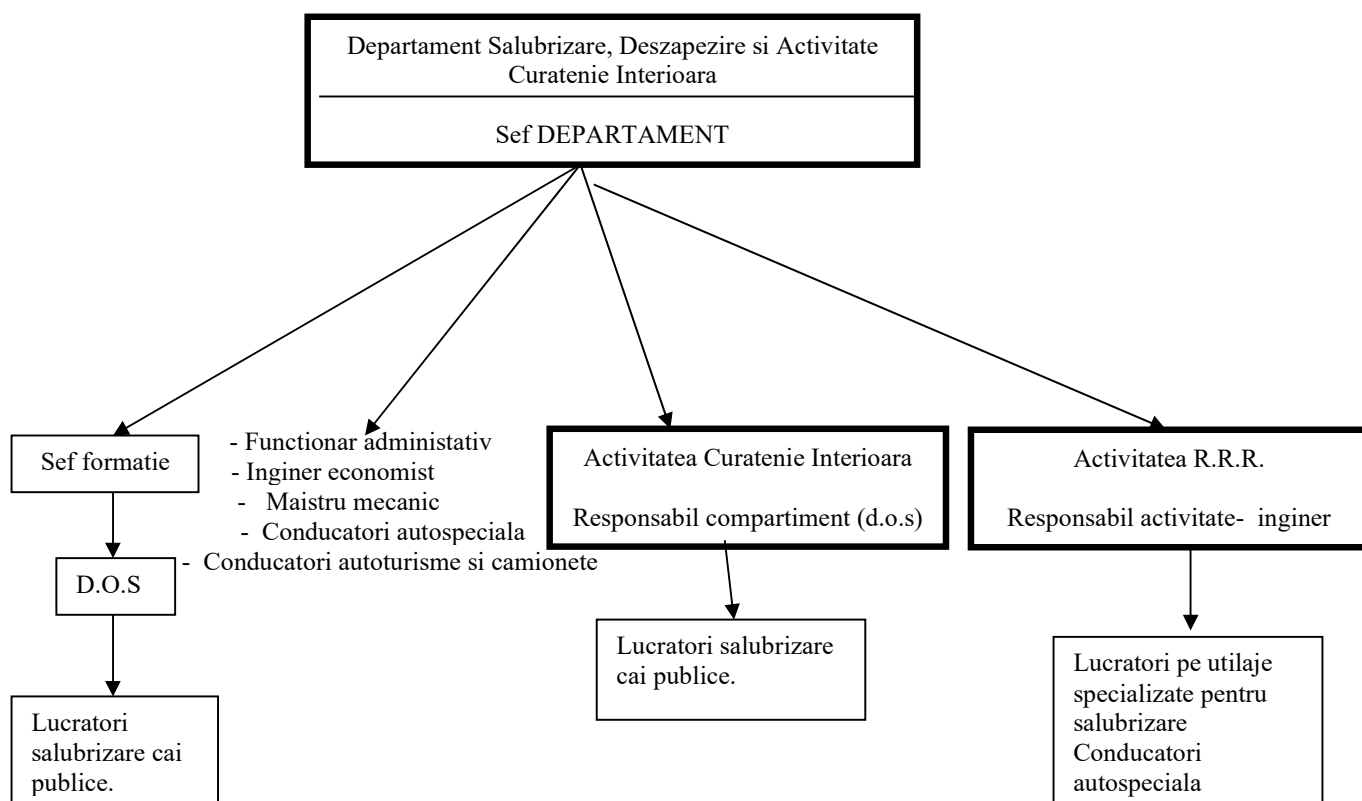 Departament Salubrizare, Deszapezire si Activitate
Curatenie Interioara
Sef DEPARTAMENT
Sef formatie
D.O.S
Lucratori
salubrizare cai
publice.
- Functionar administativ
- Inginer economist
- Maistru mecanic
- Conducatori autospeciala
- Conducatori autoturisme si camionete
Activitatea Curatenie Interioara
Responsabil compartiment (d.o.s)
Lucratori salubrizare
cai publice.
Activitatea R.R.R.
Responsabil activitate- inginer
Lucratori pe utilaje
specializate pentru
salubrizare
Conducatori
autospeciala